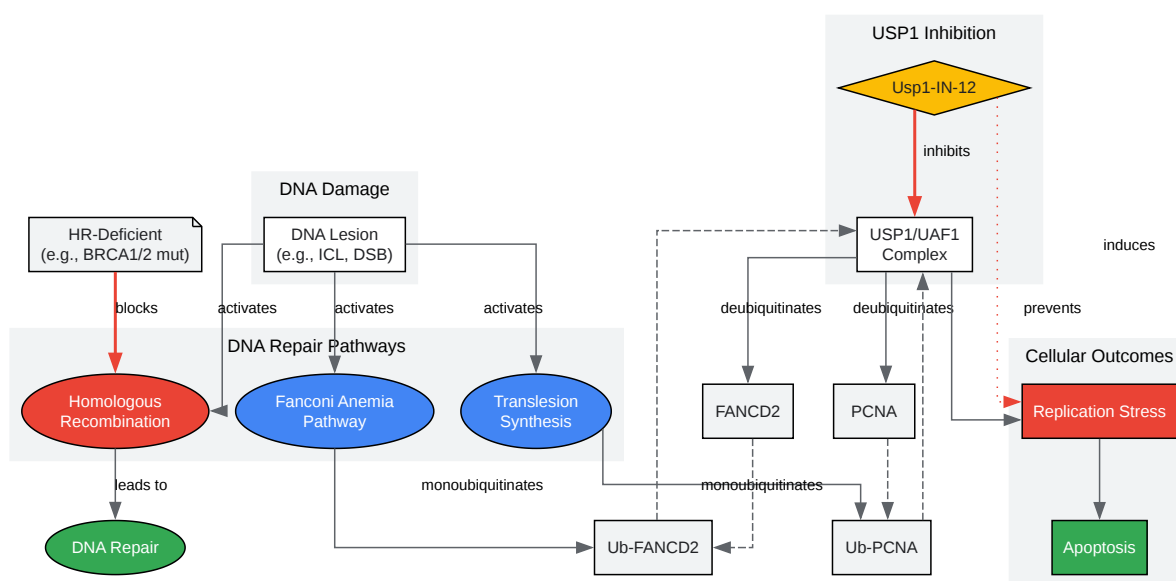 USP1 Inhibition
Usp1-IN-12
inhibits
DNA Damage
HR-Deficient
(e.g., BRCA1/2 mut)
DNA Lesion
(e.g., ICL, DSB)
USP1/UAF1
Complex
induces
blocks
activates
activates
activates
deubiquitinates
deubiquitinates
prevents
DNA Repair Pathways
Cellular Outcomes
Homologous
Recombination
Fanconi Anemia
Pathway
Translesion
Synthesis
FANCD2
PCNA
Replication Stress
leads to
monoubiquitinates
monoubiquitinates
DNA Repair
Ub-FANCD2
Ub-PCNA
Apoptosis